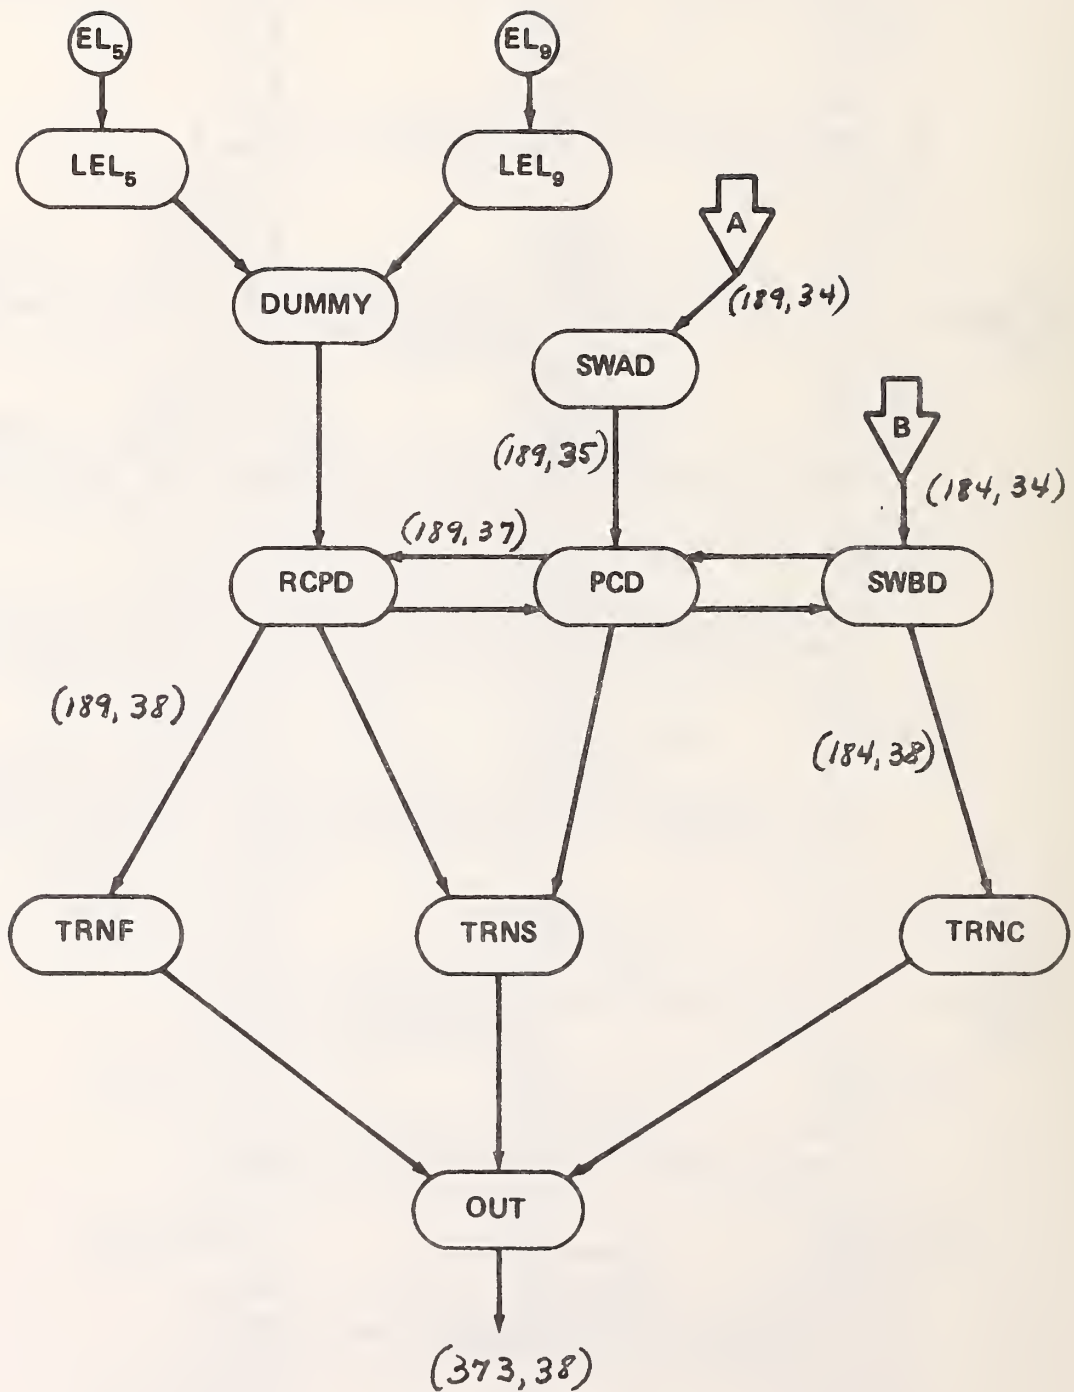 EL₅
EL₉
LEL₅
LEL₉
A
(189,34)
DUMMY
SWAD
B
(189,35)
(184,34)
(189,37)
RCPD
PCD
SWBD
(189,38)
(184,38)
TRNF
TRNS
TRNC
OUT
(373,38)